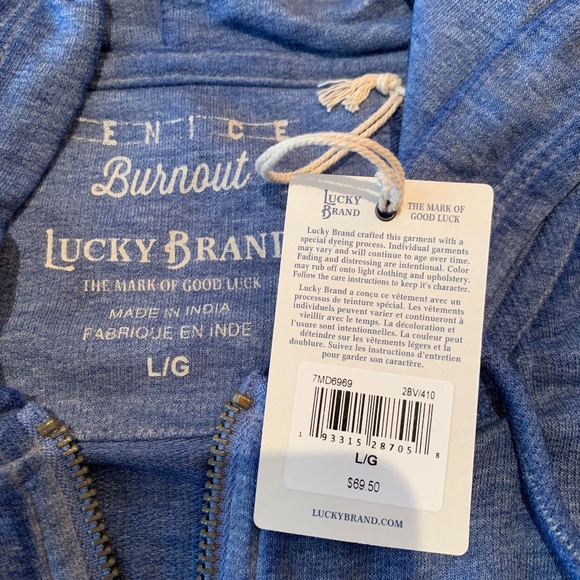 ENICE
Burnout
LUCKY BRAND
THE MARK OF GOOD LUCK
MADE IN INDIA
FABRIQUE EN INDE
L/G
LUCKY
BRAND
THE MARK OF
GOOD LUCK
Lucky Brand crafted this garment with a
special dyeing process. Individual garments
may vary and will continue to age over time.
Fading and distressing are intentional. Color
may rub off onto light clothing and upholstery.
Follow the care instructions to keep it's character.
Lucky Brand a conçu ce vêtement avec un
processus de teinture spécial. Les vêtements
individuels peuvent varier et continueront à
vieillir avec le temps. La décoloration et
l'usure sont intentionnelles. La couleur peut
déteindre sur les vêtements légers et la
doublure. Suivez les instructions d'entretien
pour garder son caractère.
7MD6969 2BV/410
1 93315 28705 8
L/G
$69.50
LUCKYBRAND.COM